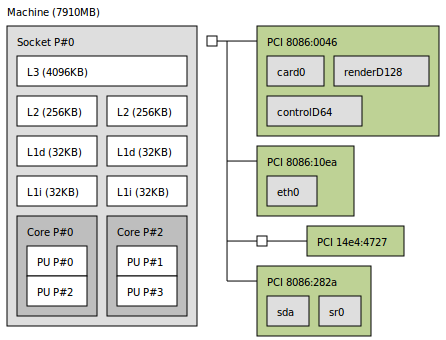 Machine (7910MB)
Socket P#0
L3 (4096KB)
L2 (256KB) L2 (256KB)
L1d (32KB) L1d (32KB)
L1i (32KB) L1i (32KB)
Core P#0 Core P#2
PU P#0 PU P#1
PU P#2 PU P#3
PCI 8086:0046
card0 renderD128
controlD64
PCI 8086:10ea
eth0
PCI 14e4:4727
PCI 8086:282a
sda sr0